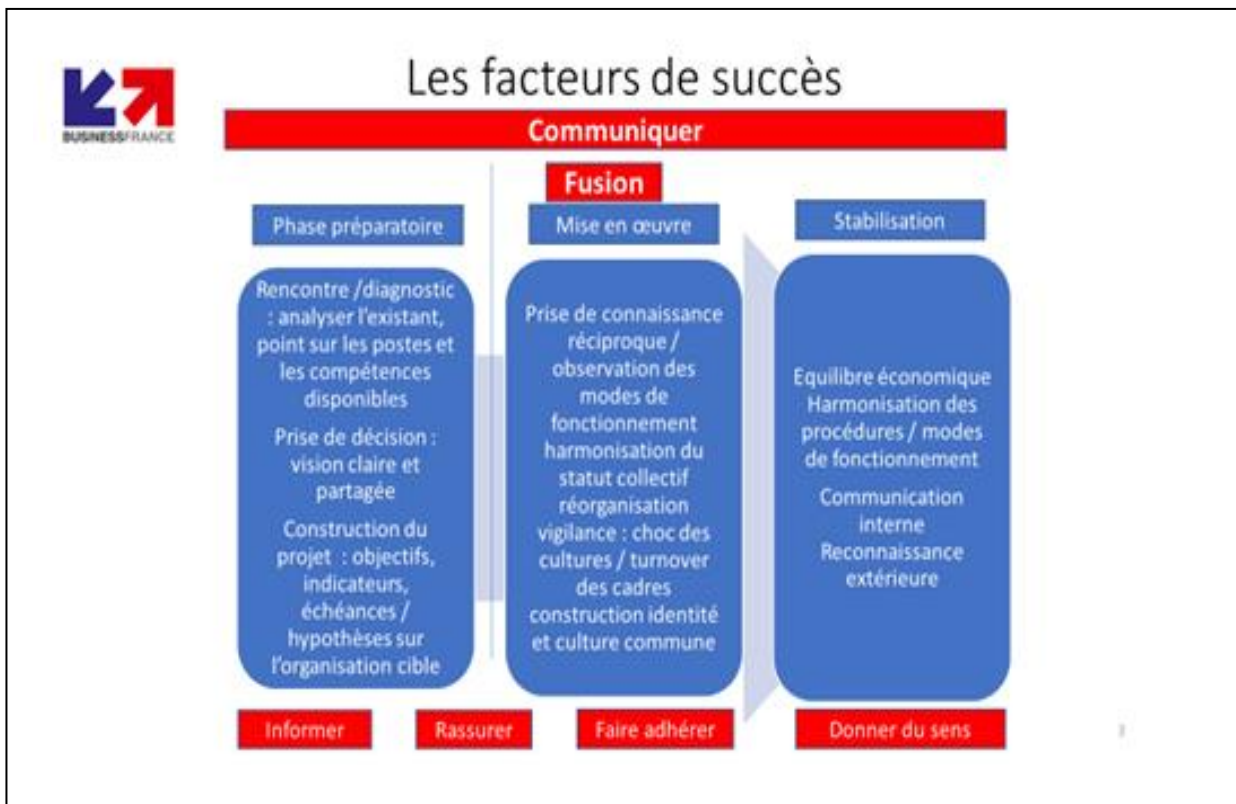 Les facteurs de succès
BUSINESSFRANCE
Communiquer
Fusion
Phase préparatoire
Rencontre /diagnostic
: analyser l'existant,
point sur les postes et
les compétences
disponibles
Prise de décision :
vision claire et
partagée
Construction du
projet : objectifs,
indicateurs,
échéances /
hypothèses sur
l'organisation cible
Mise en œuvre
Prise de connaissance
réciproque /
observation des
modes de
fonctionnement
harmonisation du
statut collectif
réorganisation
vigilance : choc des
cultures / turnover
des cadres
construction identité
et culture commune
Stabilisation
Equilibre économique
Harmonisation des
procédures / modes
de fonctionnement
Communication
interne
Reconnaissance
extérieure
Informer
Rassurer
Faire adhérer
Donner du sens